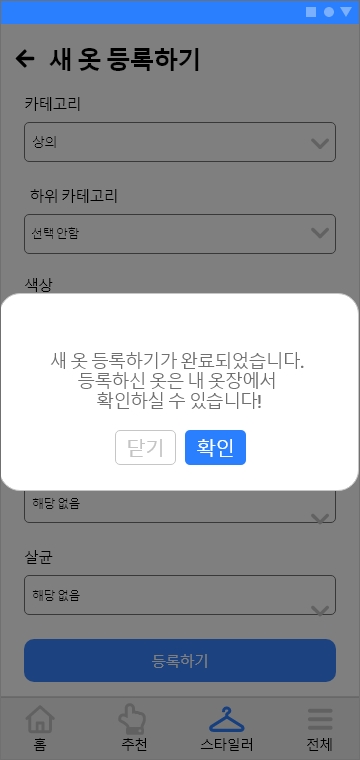 새 옷 등록하기
카테고리
상의
하위 카테고리
선택 안함
색상
새 옷 등록하기가 완료되었습니다.
등록하신 옷은 내 옷장에서
확인하실 수 있습니다!
닫기 확인
해당 없음
살균
해당 없음
등록하기
홈 추천 스타일러 전체